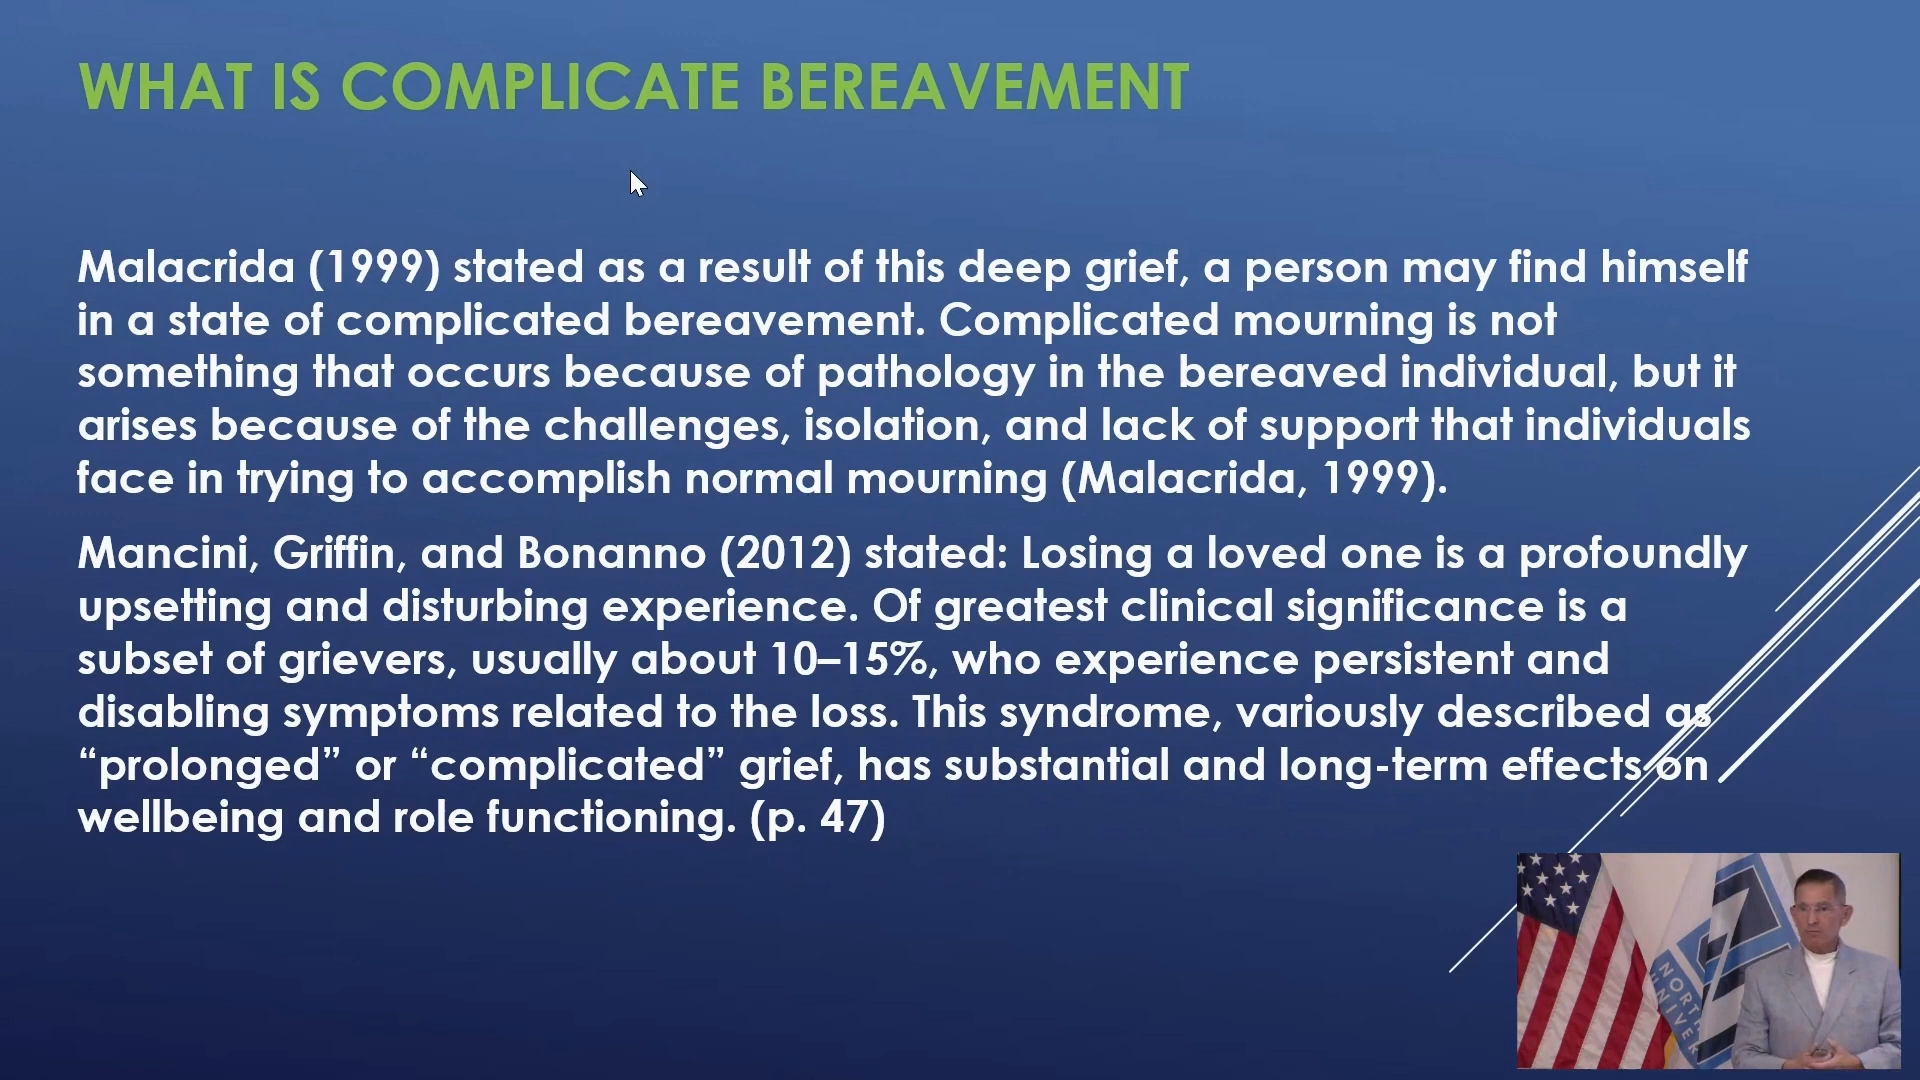 WHAT IS COMPLICATE BEREAVEMENT
Malacrida (1999) stated as a result of this deep grief, a person may find himself
in a state of complicated bereavement. Complicated mourning is not
something that occurs because of pathology in the bereaved individual, but it
arises because of the challenges, isolation, and lack of support that individuals
face in trying to accomplish normal mourning (Malacrida, 1999).
Mancini, Griffin, and Bonanno (2012) stated: Losing a loved one is a profoundly
upsetting and disturbing experience. Of greatest clinical significance is a
subset of grievers, usually about 10–15%, who experience persistent and
disabling symptoms related to the loss. This syndrome, variously described as
“prolonged” or “complicated” grief, has substantial and long-term effects on
wellbeing and role functioning. (p. 47)